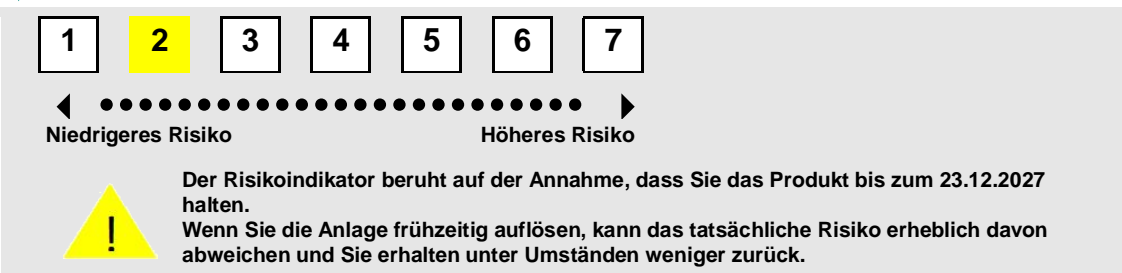 1 2 3 4 5 6 7
Niedrigeres Risiko Höheres Risiko
Der Risikoindikator beruht auf der Annahme, dass Sie das Produkt bis zum 23.12.2027
halten.
Wenn Sie die Anlage frühzeitig auflösen, kann das tatsächliche Risiko erheblich davon
! abweichen und Sie erhalten unter Umständen weniger zurück.